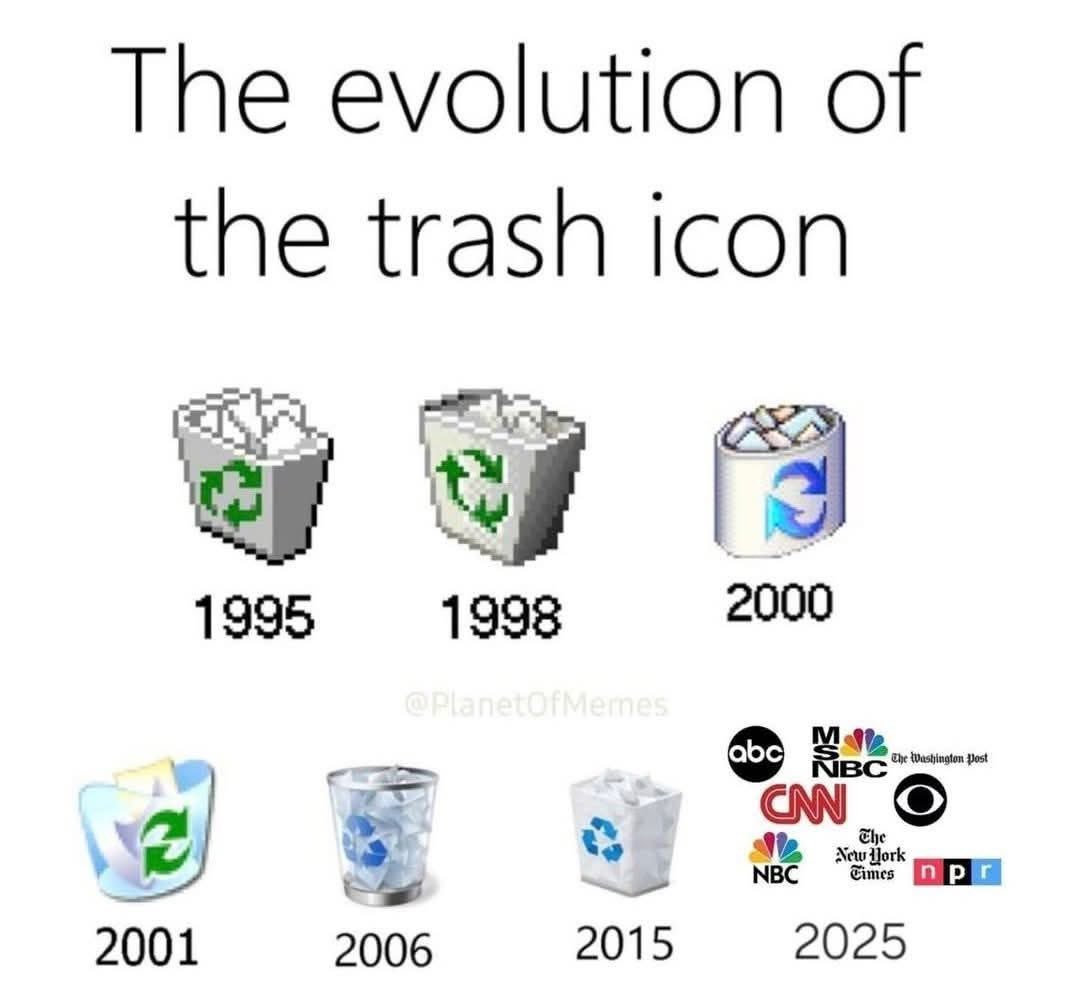 The evolution of
the trash icon
1995
1998
2000
@PlanetOfMemes
abc
M
S
NBC
The Washington Post
CNN
NBC
The
New York
Times
npr
2001
2006
2015
2025